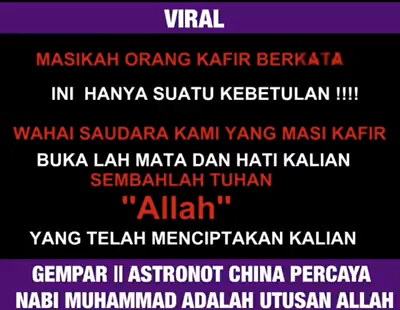 VIRAL
MASIKAH ORANG KAFIR BERKATA
INI HANYA SUATU KEBETULAN !!!!
WAHAI SAUDARA KAMI YANG MASI KAFIR
BUKA LAH MATA DAN HATI KALIAN
SEMBAHLAH TUHAN
"Allah"
YANG TELAH MENCIPTAKAN KALIAN
GEMPAR || ASTRONOT CHINA PERCAYA
NABI MUHAMMAD ADALAH UTUSAN ALLAH